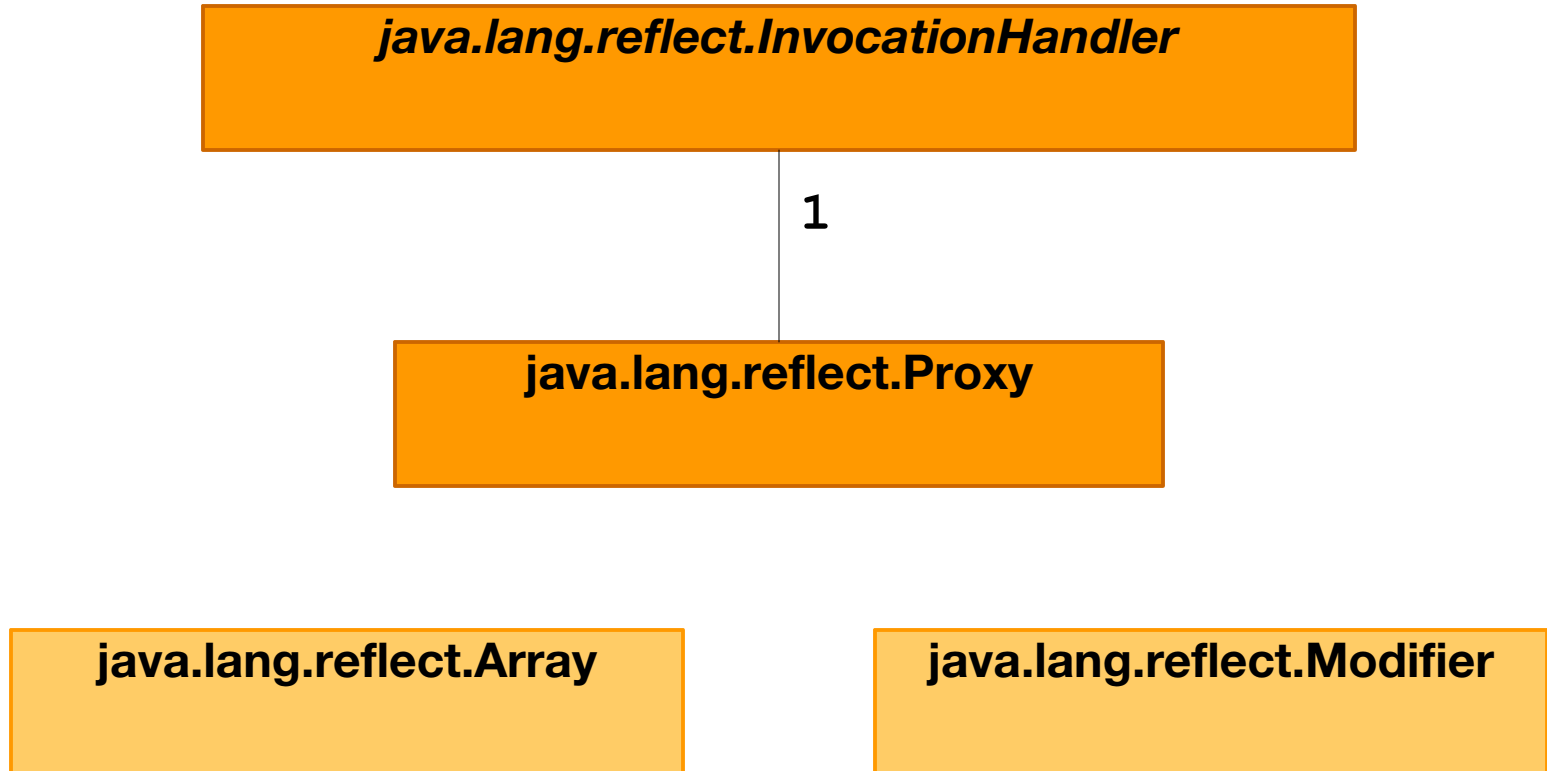 java.lang.reflect.InvocationHandler
1
java.lang.reflect.Proxy
java.lang.reflect.Array
java.lang.reflect.Modifier